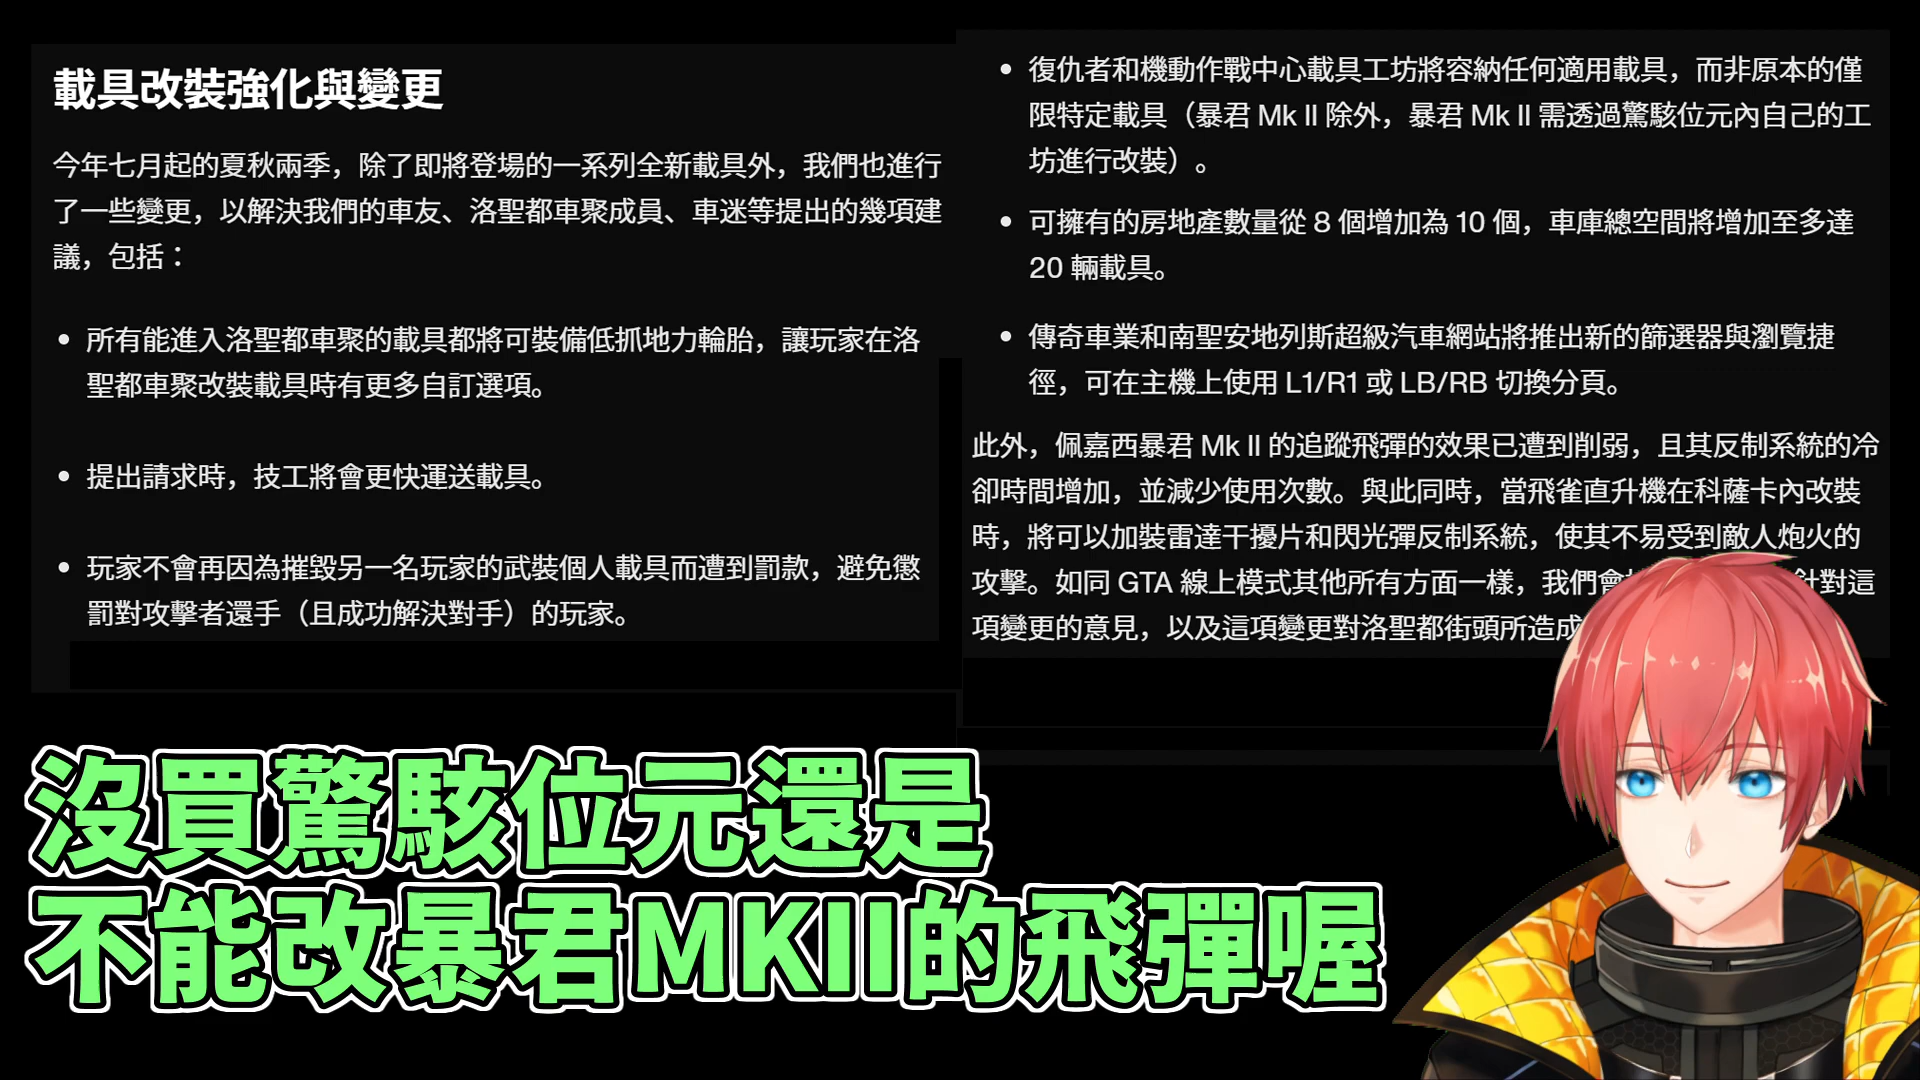 載具改裝強化與變更
今年七月起的夏秋兩季，除了即將登場的一系列全新載具外，我們也進行
了一些變更，以解決我們的車友、洛聖都車聚成員、車迷等提出的幾項建
議，包括：
• 所有能進入洛聖都車聚的載具都將可裝備低抓地力輪胎，讓玩家在洛
聖都車聚改裝載具時有更多自訂選項。
• 提出請求時，技工將會更快運送載具。
• 玩家不會再因為摧毀另一名玩家的武裝個人載具而遭到罰款，避免懲
罰對攻擊者還手（且成功解決對手）的玩家。
• 復仇者和機動作戰中心載具工坊將容納任何適用載具，而非原本的僅
限特定載具（暴君 Mk II 除外，暴君 Mk II 需透過驚駭位元內自己的工
坊進行改裝）。
• 可擁有的房地產數量從 8 個增加為 10 個，車庫總空間將增加至多達
20 輛載具。
• 傳奇車業和南聖安地列斯超級汽車網站將推出新的篩選器與瀏覽捷
徑，可在主機上使用 L1/R1 或 LB/RB 切換分頁。
此外，佩嘉西暴君 Mk II 的追蹤飛彈的效果已遭到削弱，且其反制系統的冷
卻時間增加，並減少使用次數。與此同時，當飛雀直升機在科薩卡內改裝
時，將可以加裝雷達干擾片和閃光彈反制系統，使其不易受到敵人炮火的
攻擊。如同 GTA 線上模式其他所有方面一樣，我們會 針對這
項變更的意見，以及這項變更對洛聖都街頭所造成
沒買驚駭位元還是
不能改暴君MKII的飛彈喔